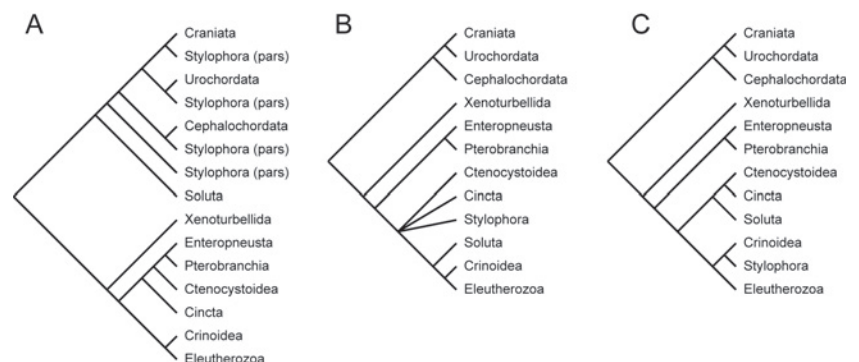 A
Craniata
Stylophora (pars)
Urochordata
Stylophora (pars)
Cephalochordata
Stylophora (pars)
Stylophora (pars)
Soluta
Xenoturbellida
Enteropneusta
Pterobranchia
Ctenocystoidea
Cincta
Crinoidea
Eleutherozoa
B
Craniata
Urochordata
Cephalochordata
Xenoturbellida
Enteropneusta
Pterobranchia
Ctenocystoidea
Cincta
Stylophora
Soluta
Crinoidea
Eleutherozoa
C
Craniata
Urochordata
Cephalochordata
Xenoturbellida
Enteropneusta
Pterobranchia
Ctenocystoidea
Cincta
Soluta
Crinoidea
Stylophora
Eleutherozoa